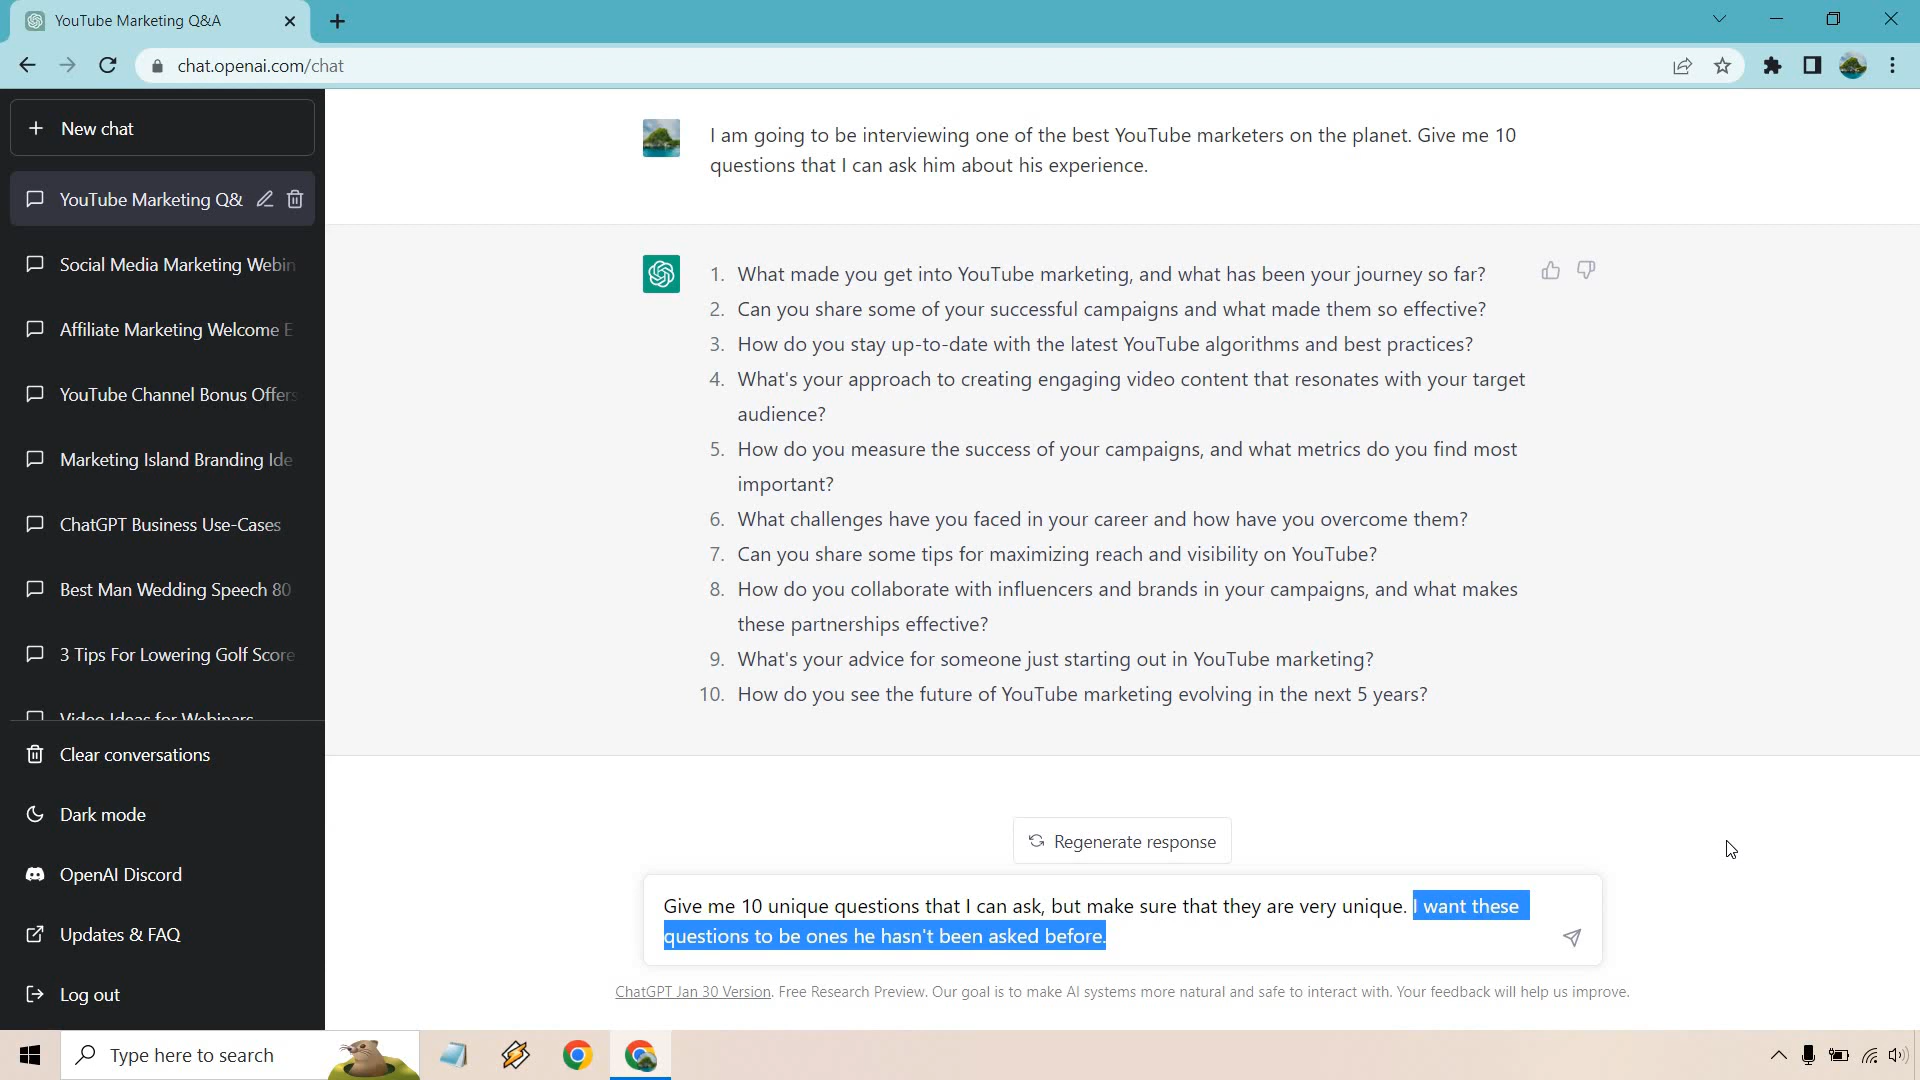 YouTube Marketing Q&A
chat.openai.com/chat
New chat
YouTube Marketing Q&
Social Media Marketing Webin
Affiliate Marketing Welcome E
YouTube Channel Bonus Offers
Marketing Island Branding Ide
ChatGPT Business Use-Cases
Best Man Wedding Speech 80
3 Tips For Lowering Golf Score
Video Ideas for Webinars
Clear conversations
Dark mode
OpenAI Discord
Updates & FAQ
Log out
I am going to be interviewing one of the best YouTube marketers on the planet. Give me 10
questions that I can ask him about his experience.
1. What made you get into YouTube marketing, and what has been your journey so far?
2. Can you share some of your successful campaigns and what made them so effective?
3. How do you stay up-to-date with the latest YouTube algorithms and best practices?
4. What's your approach to creating engaging video content that resonates with your target
audience?
5. How do you measure the success of your campaigns, and what metrics do you find most
important?
6. What challenges have you faced in your career and how have you overcome them?
7. Can you share some tips for maximizing reach and visibility on YouTube?
8. How do you collaborate with influencers and brands in your campaigns, and what makes
these partnerships effective?
9. What's your advice for someone just starting out in YouTube marketing?
10. How do you see the future of YouTube marketing evolving in the next 5 years?
Regenerate response
Give me 10 unique questions that I can ask, but make sure that they are very unique. I want these
questions to be ones he hasn't been asked before.
ChatGPT Jan 30 Version. Free Research Preview. Our goal is to make AI systems more natural and safe to interact with. Your feedback will help us improve.
Type here to search